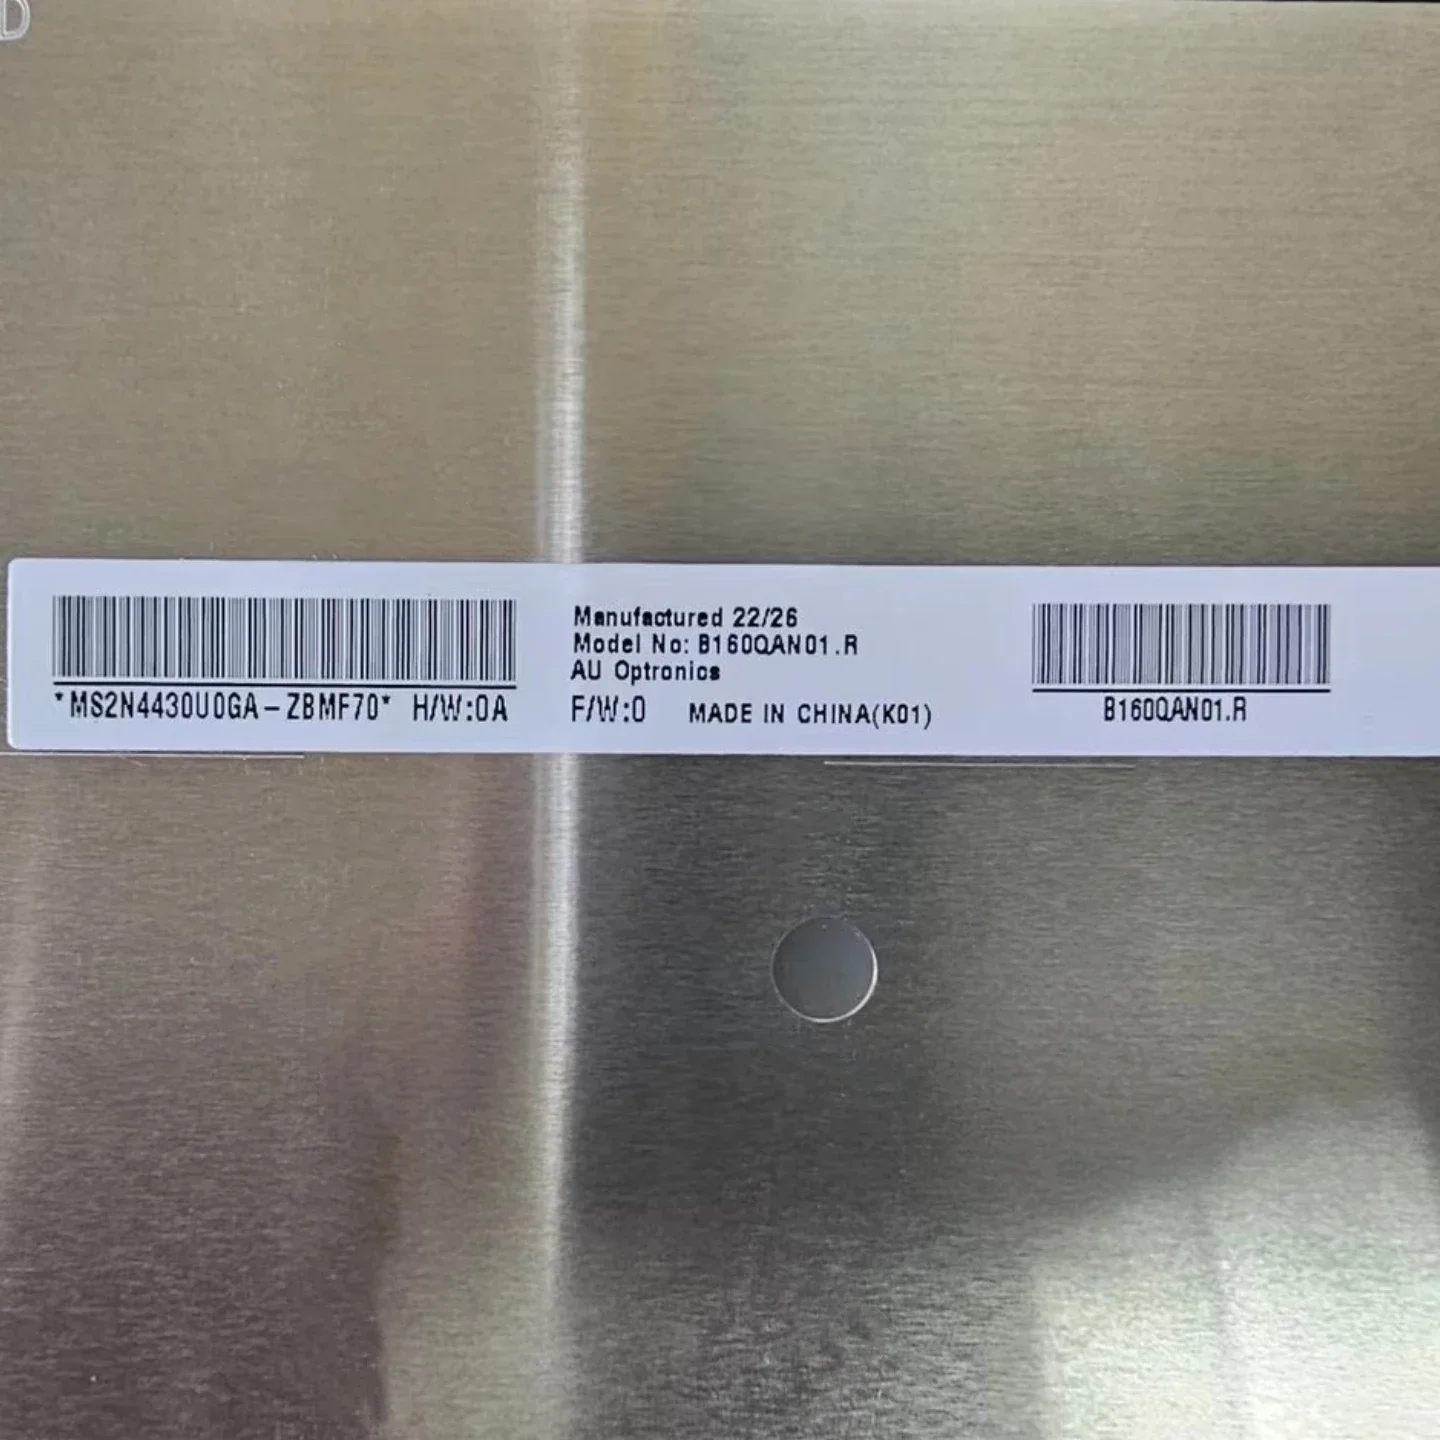 D
Manufactured 22/26
Model No: B160QAN01.R
AU Optronics
*MS2N4430U0GA-ZBMF70* H/W:0A F/W:0 MADE IN CHINA(K01)
B160QAN01.R